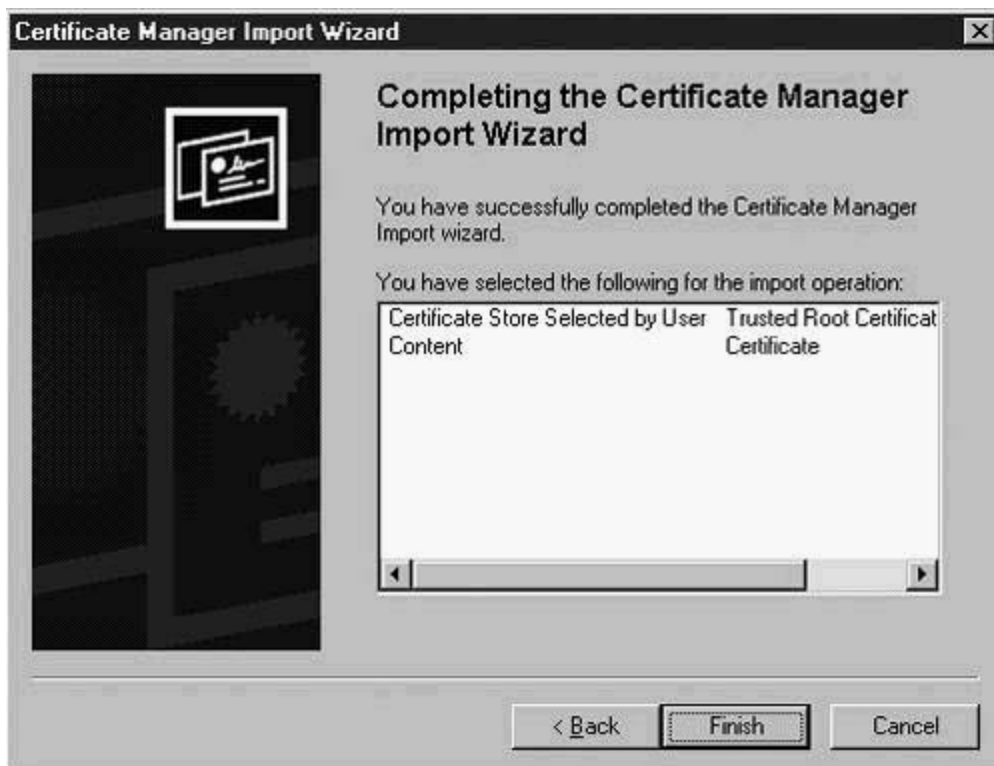 Certificate Manager Import Wizard
Completing the Certificate Manager
Import Wizard
You have successfully completed the Certificate Manager
Import wizard.
You have selected the following for the import operation:
Certificate Store Selected by User Trusted Root Certificat
Content Certificate
< Back Finish Cancel